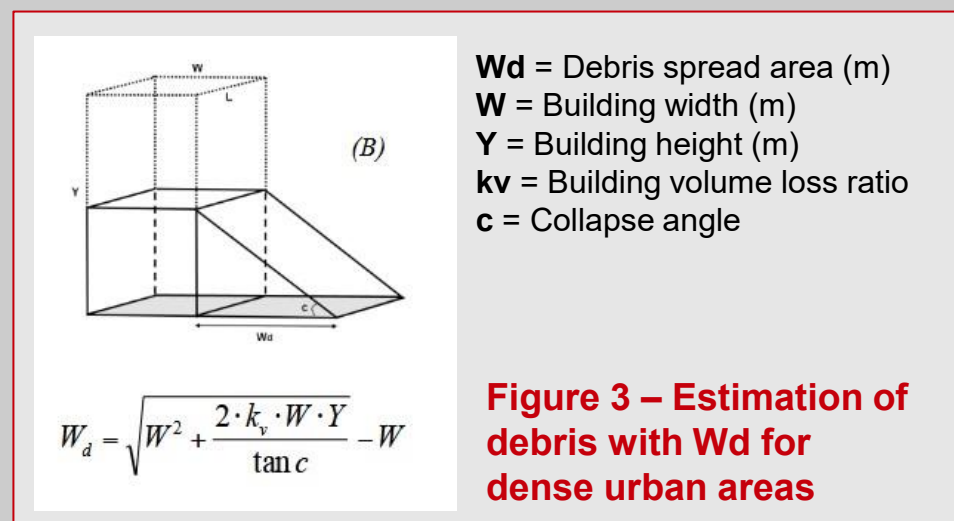 W
L
(B)
Y
c
Wd
W_d = √(W² + (2·k_v·W·Y)/(tan c)) − W
Wd = Debris spread area (m)
W = Building width (m)
Y = Building height (m)
kv = Building volume loss ratio
c = Collapse angle
Figure 3 – Estimation of
debris with Wd for
dense urban areas